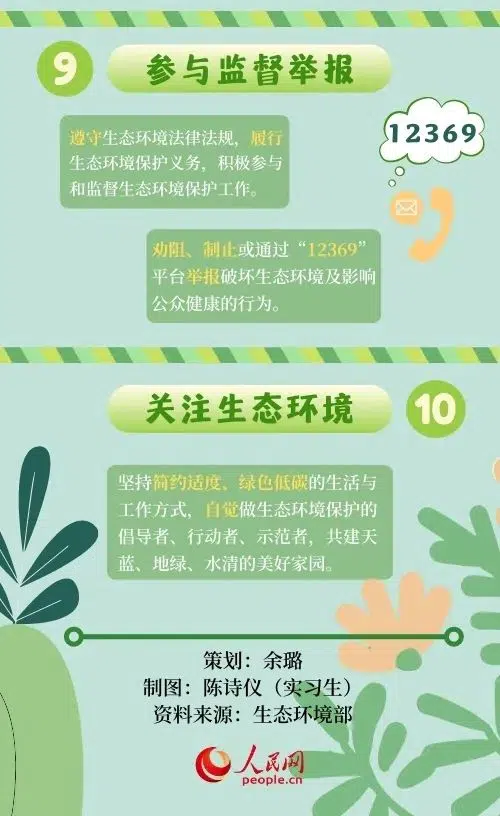 9 参与监督举报
12369
遵守生态环境法律法规，履行
生态环境保护义务，积极参与
和监督生态环境保护工作。
劝阻、制止或通过“12369”
平台举报破坏生态环境及影响
公众健康的行为。
关注生态环境 10
坚持简约适度、绿色低碳的生活与
工作方式，自觉做生态环境保护的
倡导者、行动者、示范者，共建天
蓝、地绿、水清的美好家园。
策划：余璐
制图：陈诗仪（实习生）
资料来源：生态环境部
人民网
people.cn